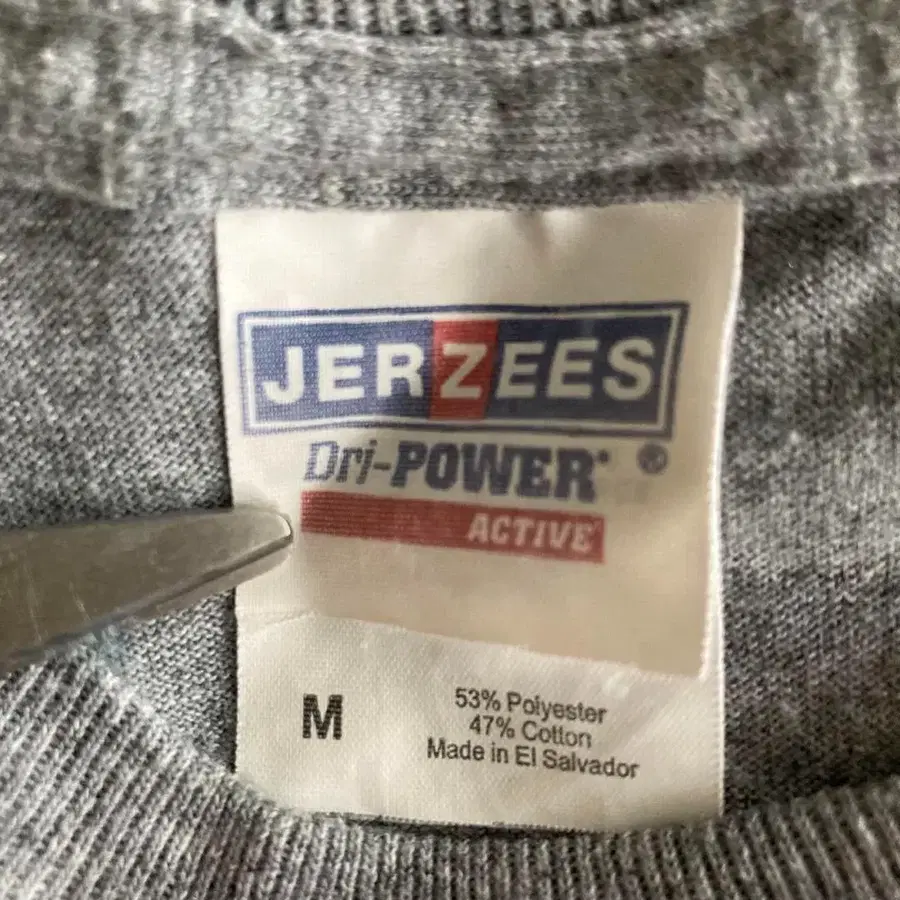 JERZEES
Dri-POWER®
ACTIVE
M
53% Polyester
47% Cotton
Made in El Salvador